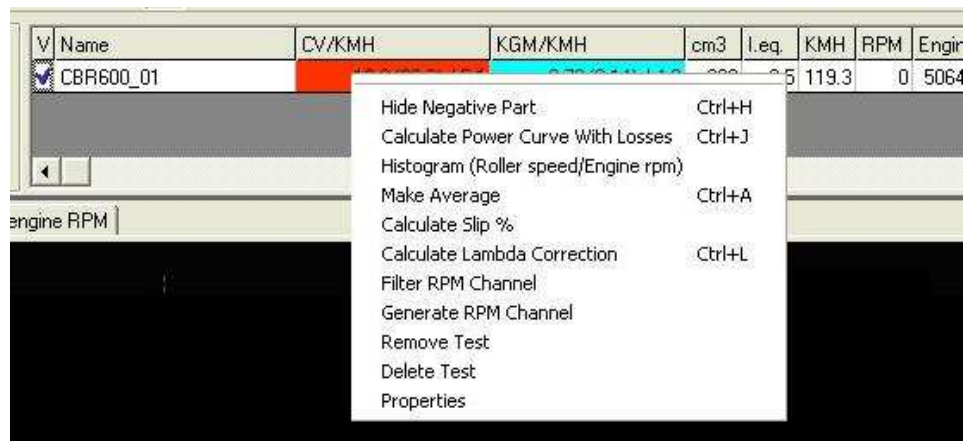 V Name CV/KMH KGM/KMH cm3 I.eq. KMH RPM Engin
CBR600_01 5 119.3 0 5064
Hide Negative Part Ctrl+H
Calculate Power Curve With Losses Ctrl+J
Histogram (Roller speed/Engine rpm)
Make Average Ctrl+A
Calculate Slip %
engine RPM
Calculate Lambda Correction Ctrl+L
Filter RPM Channel
Generate RPM Channel
Remove Test
Delete Test
Properties